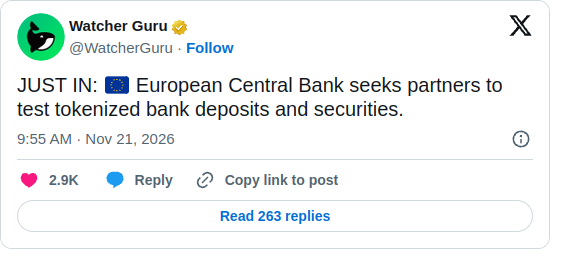 Watcher Guru
@WatcherGuru · Follow
JUST IN: 🇪🇺 European Central Bank seeks partners to
test tokenized bank deposits and securities.
9:55 AM · Nov 21, 2026
2.9K Reply Copy link to post
Read 263 replies